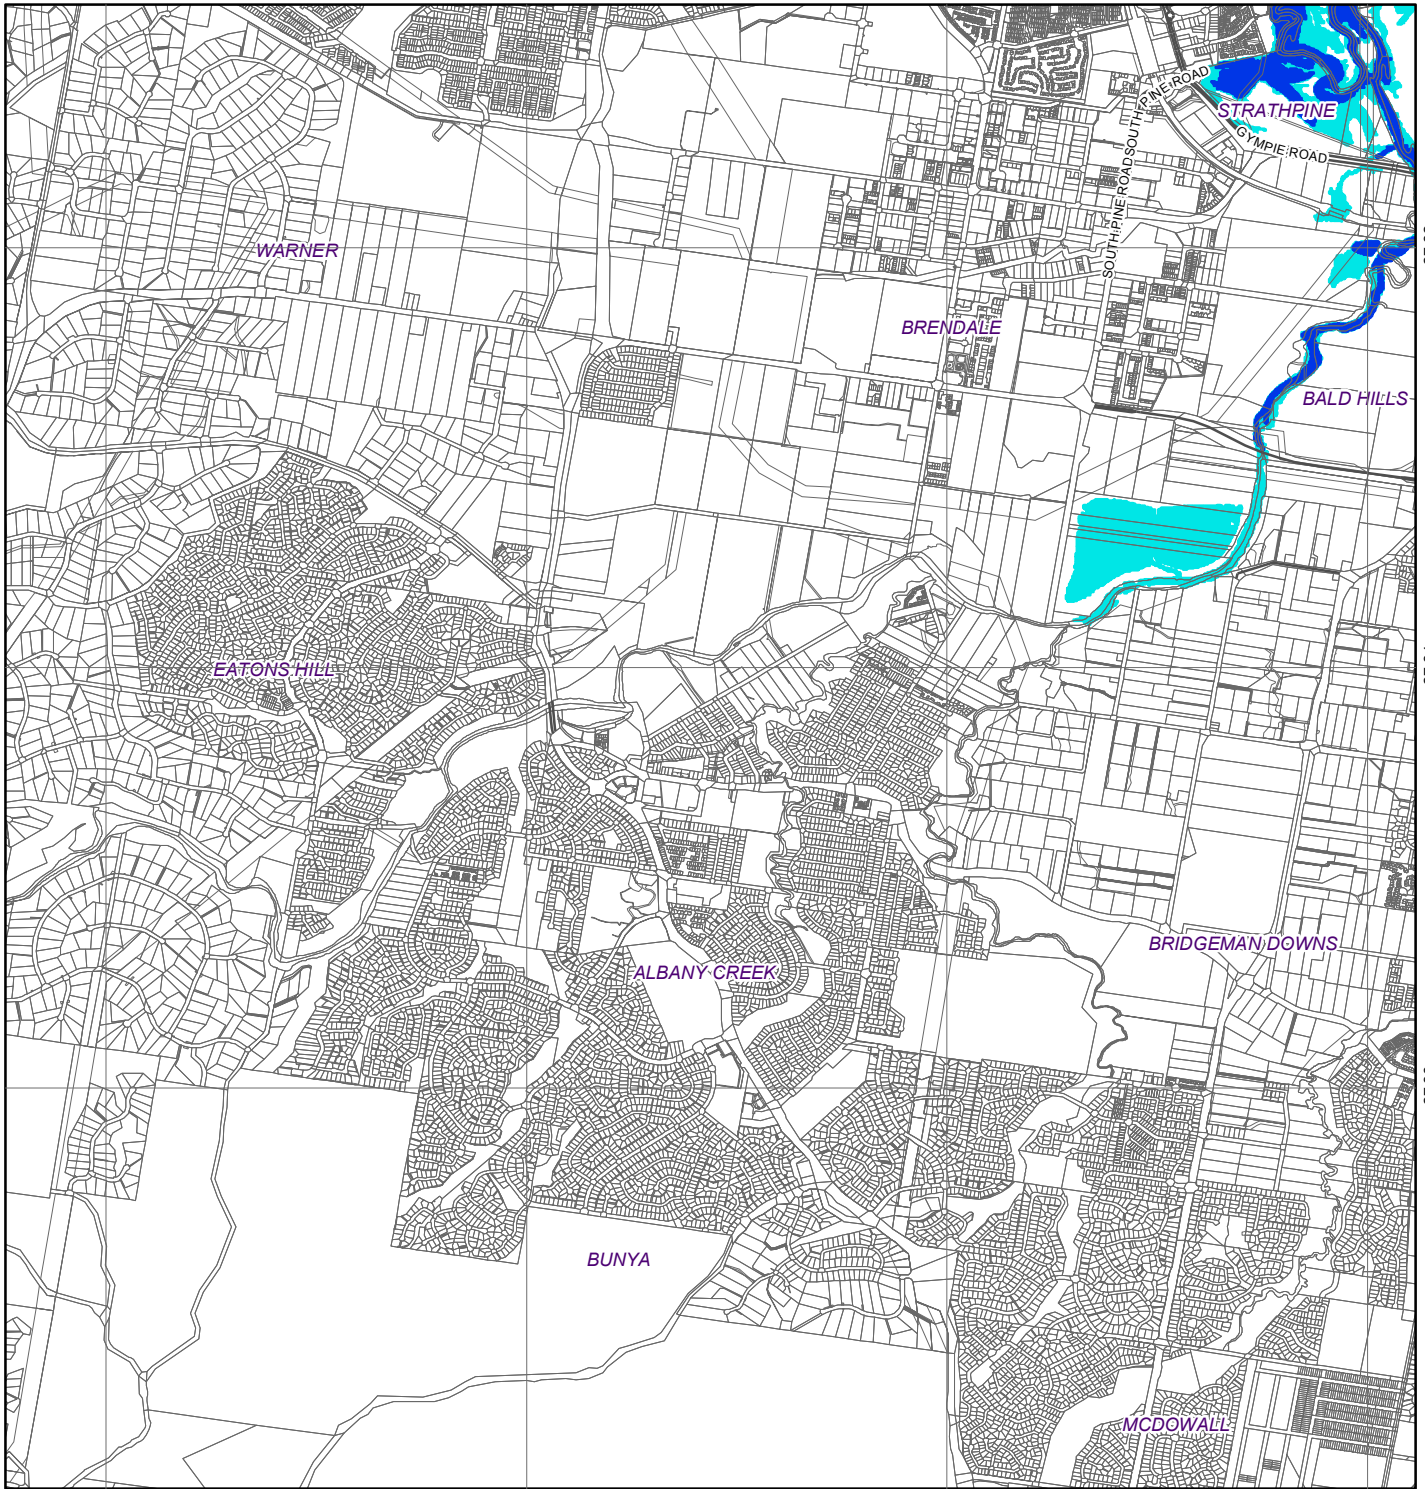 STRATHPINE
SOUTH PINE ROAD
GYMPIE ROAD
SOUTH PINE ROAD
WARNER
BRENDALE
BALD HILLS
EATONS HILL
BRIDGEMAN DOWNS
ALBANY CREEK
BUNYA
MCDOWALL